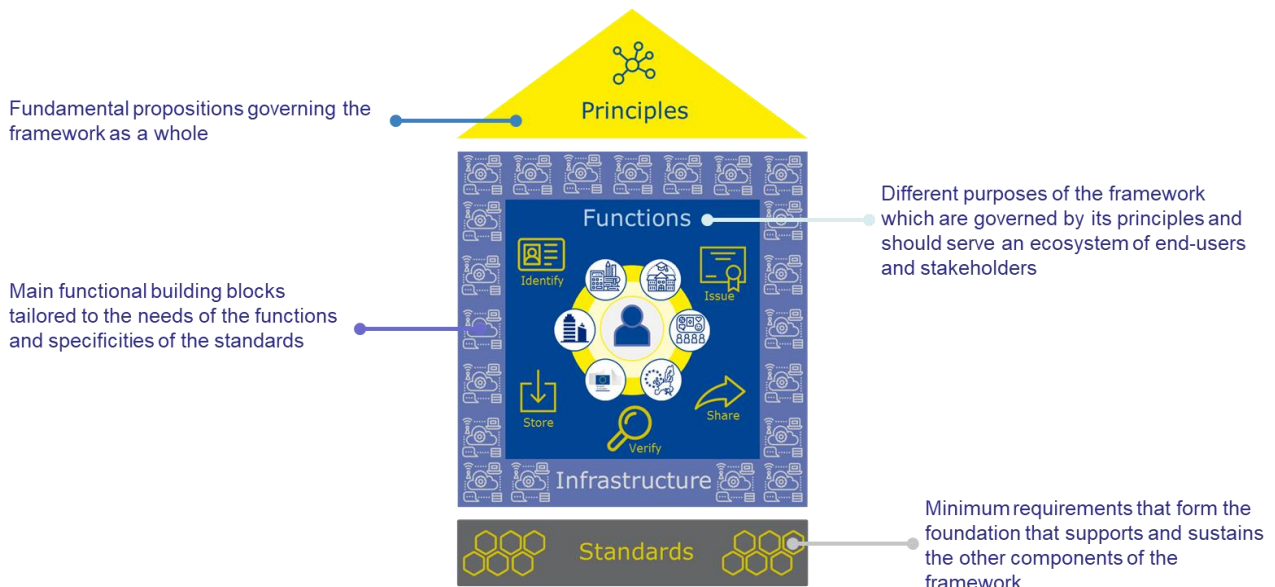 Principles
Fundamental propositions governing the
framework as a whole
Functions
Different purposes of the framework
which are governed by its principles and
should serve an ecosystem of end-users
and stakeholders
Identify
Issue
Main functional building blocks
tailored to the needs of the functions
and specificities of the standards
Store
Share
Verify
Infrastructure
Standards
Minimum requirements that form the
foundation that supports and sustains
the other components of the
framework